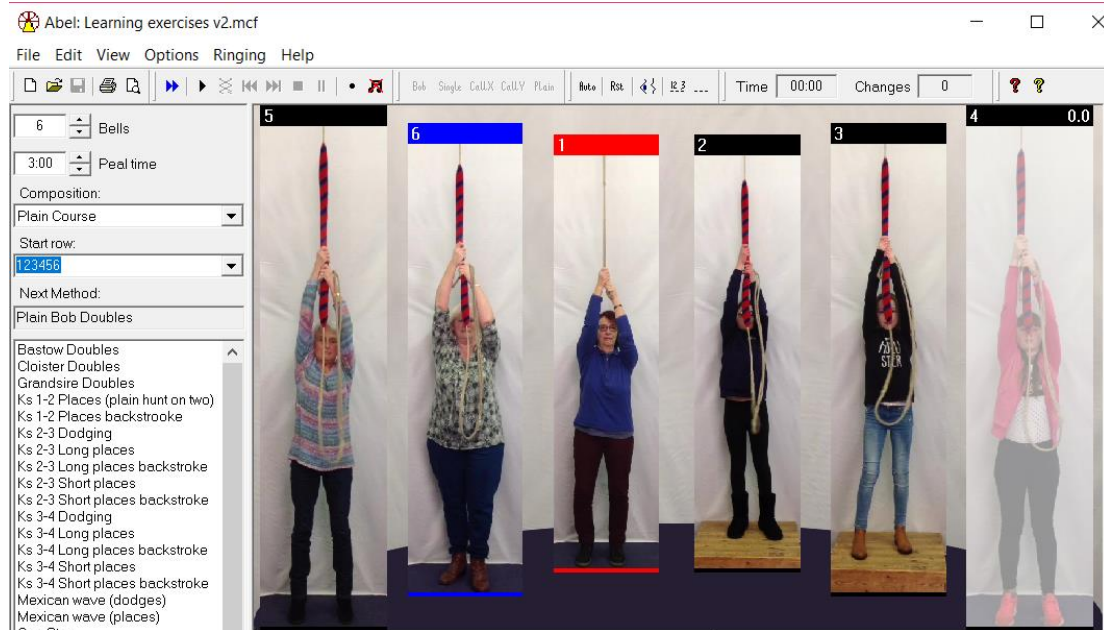 Abel: Learning exercises v2.mcf
File Edit View Options Ringing Help
Bob Single CallX CallY Plain Auto Rst Time 00:00 Changes 0
6 Bells
3:00 Peal time
Composition:
Plain Course
Start row:
123456
Next Method:
Plain Bob Doubles
Bastow Doubles
Cloister Doubles
Grandsire Doubles
Ks 1-2 Places (plain hunt on two)
Ks 1-2 Places backstrooke
Ks 2-3 Dodging
Ks 2-3 Long places
Ks 2-3 Long places backstroke
Ks 2-3 Short places
Ks 2-3 Short places backstroke
Ks 3-4 Dodging
Ks 3-4 Long places
Ks 3-4 Long places backstroke
Ks 3-4 Short places
Ks 3-4 Short places backstroke
Mexican wave (dodges)
Mexican wave (places)
5
6
1
2
3
4 0.0